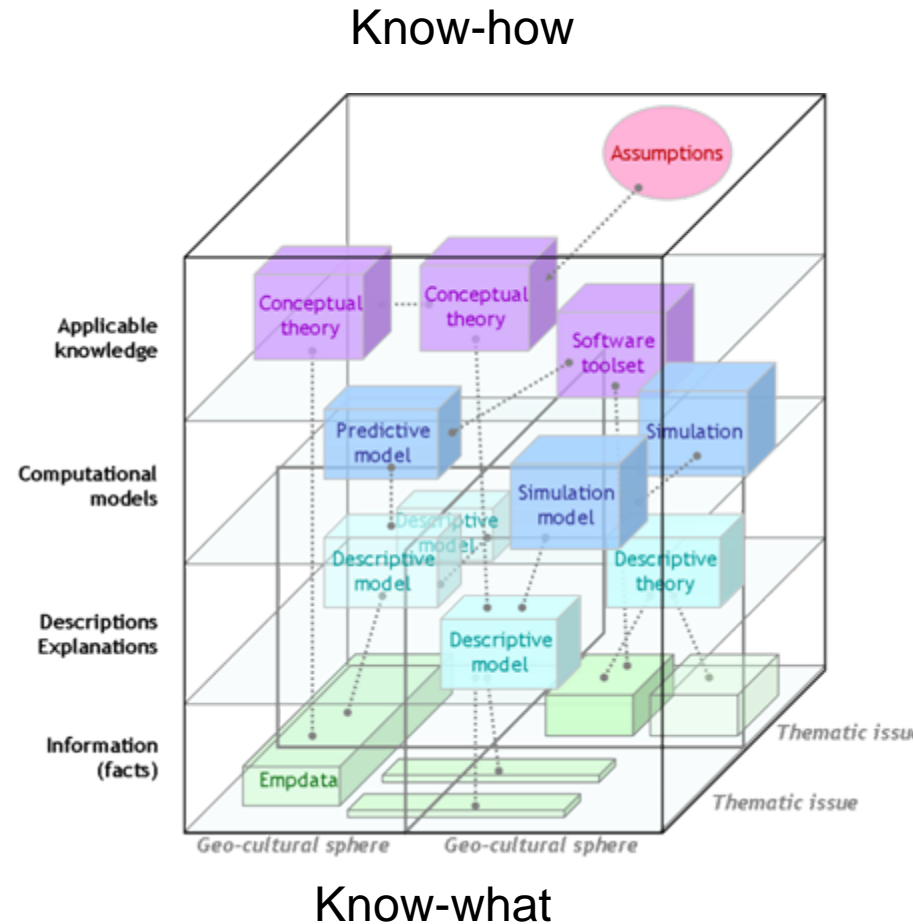 Know-how
Assumptions
Conceptual
theory
Conceptual
theory
Applicable
knowledge
Software
toolset
Predictive
model
Simulation
Computational
models
Simulation
model
Descriptive
model
Descriptive
model
Descriptive
theory
Descriptions
Explanations
Descriptive
model
Information
(facts)
Empdata
Thematic issu
Thematic issue
Geo-cultural sphere
Geo-cultural sphere
Know-what